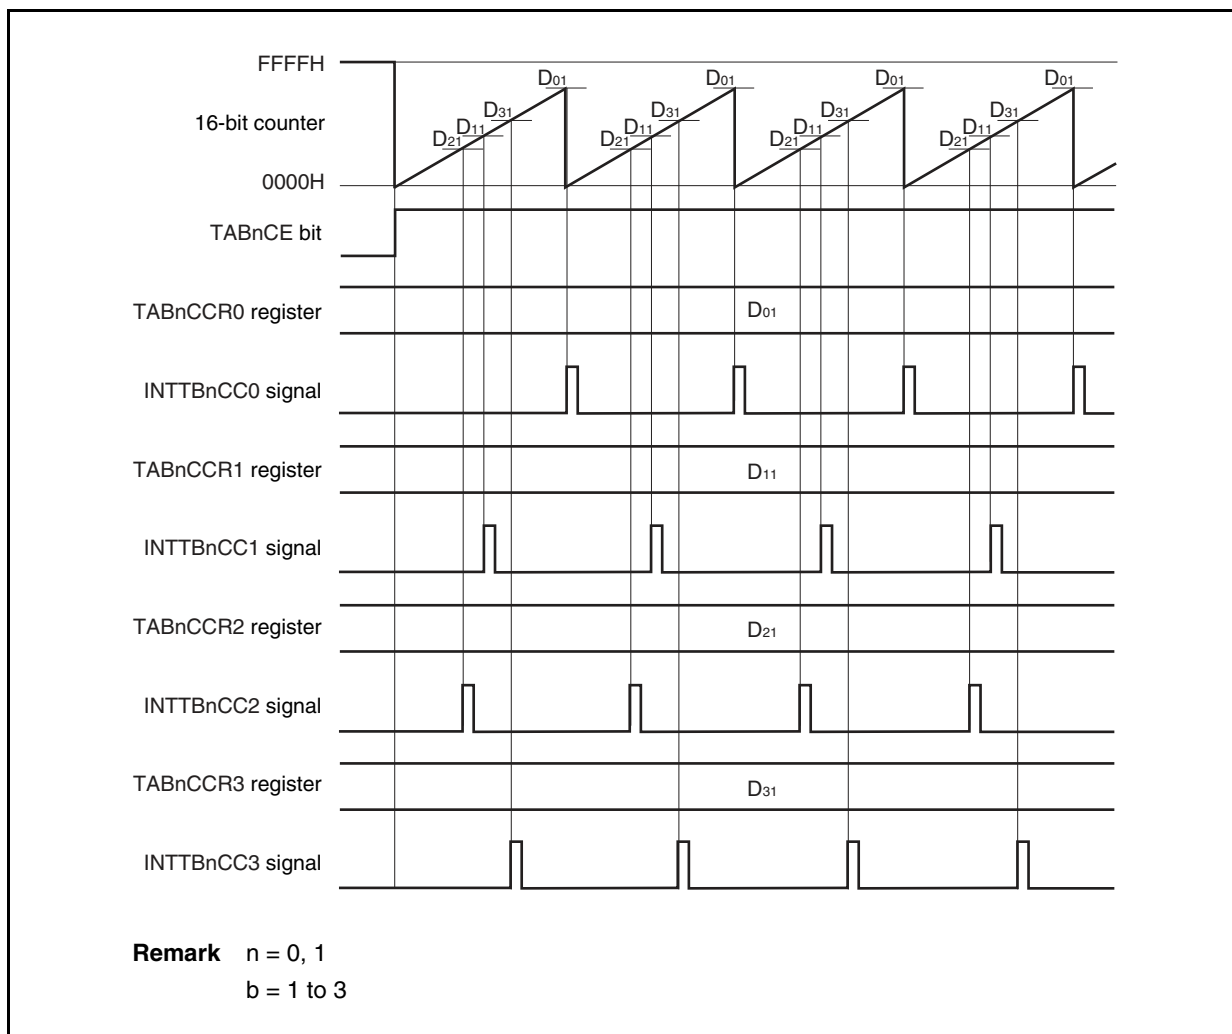 FFFFH
D01 D01 D01 D01
D31 D31 D31 D31
16-bit counter
D11 D11 D11 D11
D21 D21 D21 D21
0000H
TABnCE bit
TABnCCR0 register
D01
INTTBnCC0 signal
TABnCCR1 register
D11
INTTBnCC1 signal
TABnCCR2 register
D21
INTTBnCC2 signal
TABnCCR3 register
D31
INTTBnCC3 signal
Remark n = 0, 1
b = 1 to 3